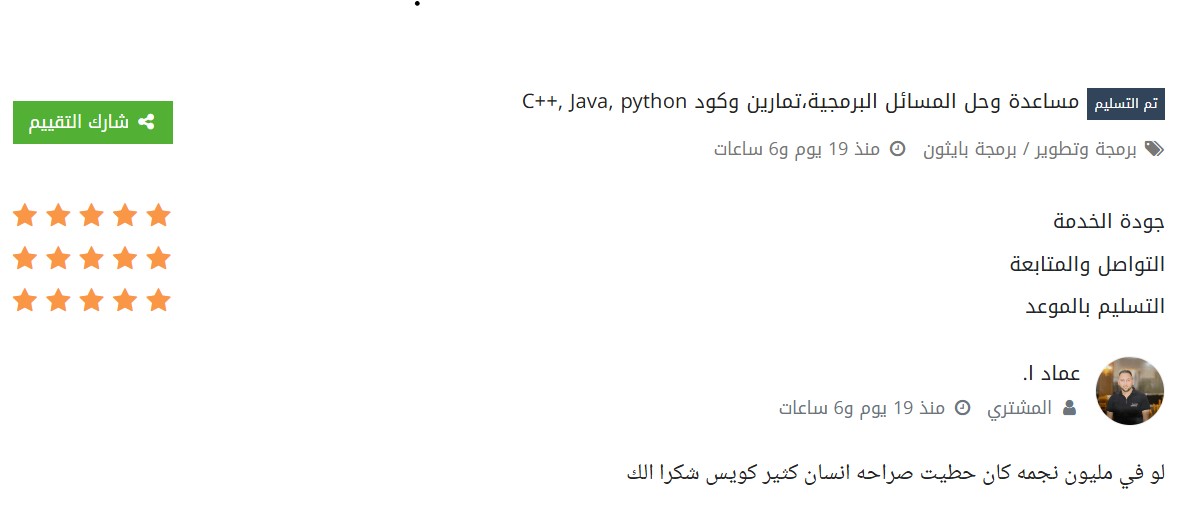 تم التسليم مساعدة وحل المسائل البرمجية،تمارين وكود C++, Java, python
شارك التقييم
برمجة وتطوير / برمجة بايثون منذ 19 يوم و6 ساعات
جودة الخدمة
التواصل والمتابعة
التسليم بالموعد
عماد ا.
المشتري منذ 19 يوم و6 ساعات
لو في مليون نجمه كان حطيت صراحه انسان كثير كويس شكرا الك